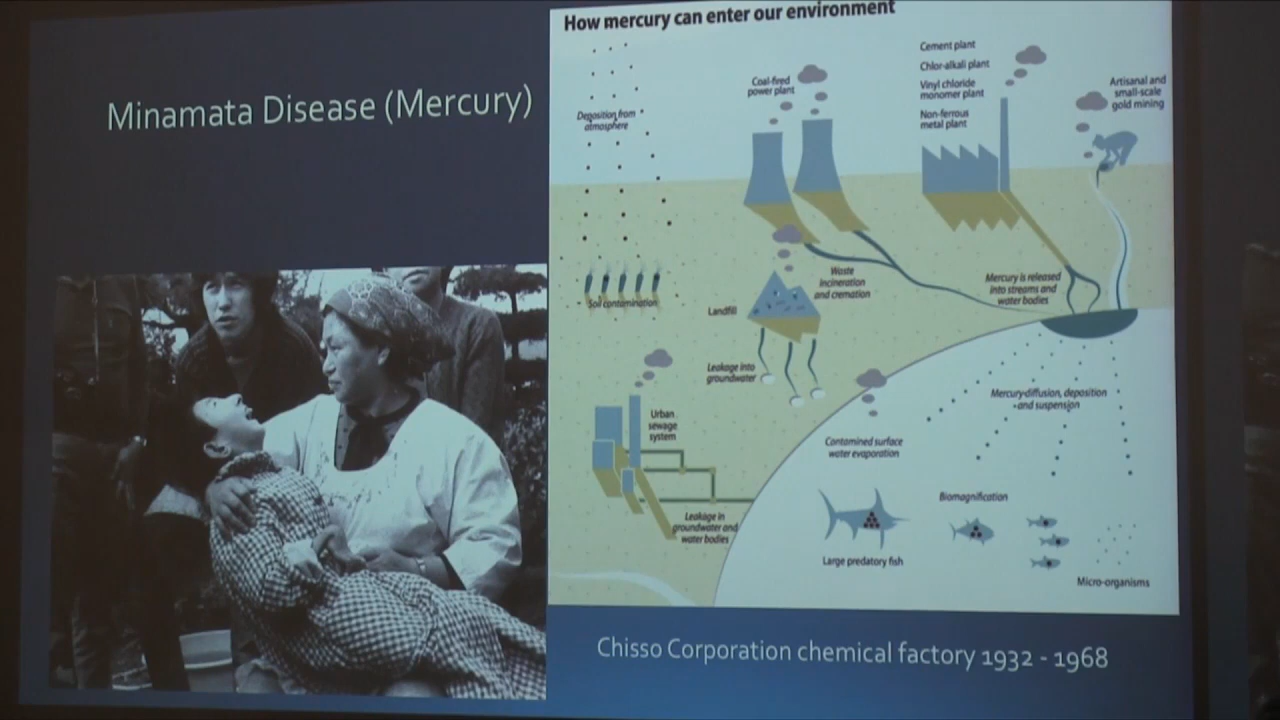 Minamata Disease (Mercury)
How mercury can enter our environment
Deposition from
atmosphere
Coal-fired
power plant
Cement plant
Chlor-alkali plant
Vinyl chloride
monomer plant
Non-ferrous
metal plant
Artisanal and
small-scale
gold mining
Soil contamination
Landfill
Waste
incineration
and cremation
Mercury is released
into streams and
water bodies
Leakage into
groundwater
Urban
sewage
system
Mercury diffusion, deposition
and suspension
Contamined surface
water evaporation
Leakage in
groundwater and
water bodies
Biomagnification
Large predatory fish
Micro-organisms
Chisso Corporation chemical factory 1932 - 1968